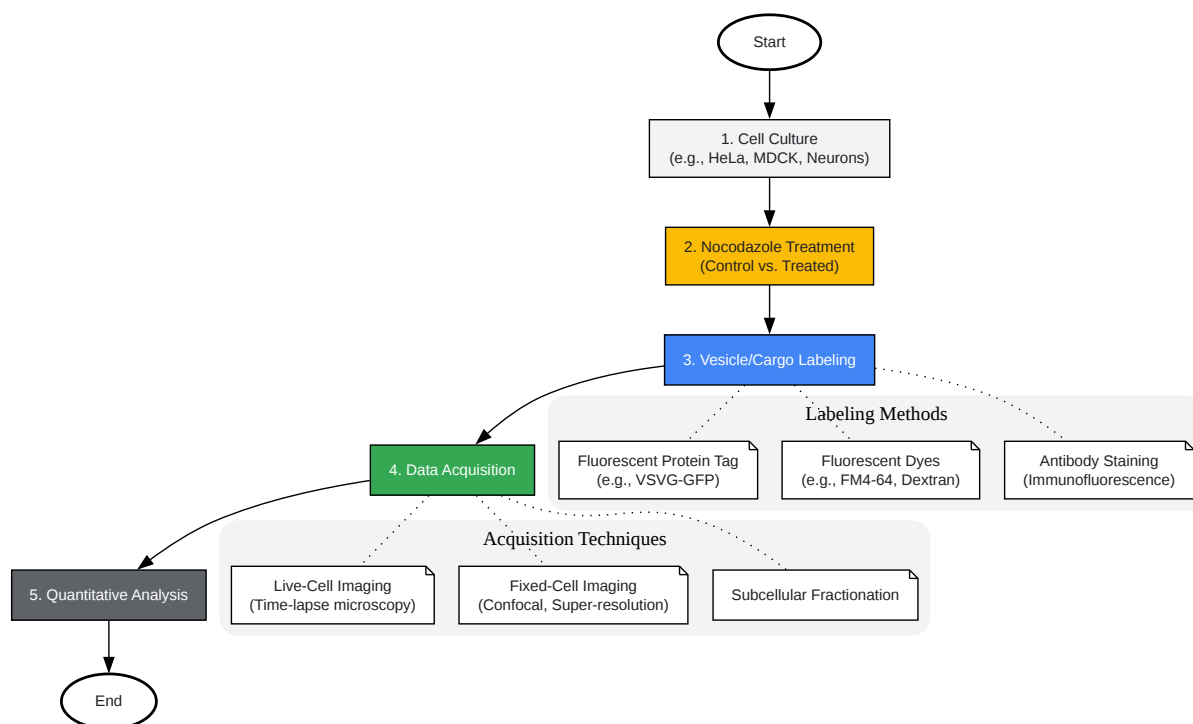 Start
1. Cell Culture
(e.g., HeLa, MDCK, Neurons)
2. Nocodazole Treatment
(Control vs. Treated)
3. Vesicle/Cargo Labeling
Labeling Methods
Fluorescent Protein Tag
(e.g., VSVG-GFP)
Fluorescent Dyes
(e.g., FM4-64, Dextran)
Antibody Staining
(Immunofluorescence)
4. Data Acquisition
Acquisition Techniques
Live-Cell Imaging
(Time-lapse microscopy)
Fixed-Cell Imaging
(Confocal, Super-resolution)
Subcellular Fractionation
5. Quantitative Analysis
End